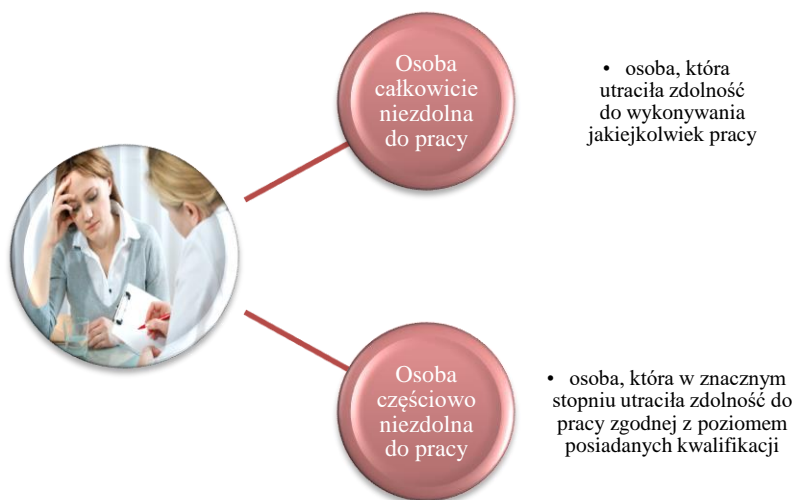 Osoba
całkowicie
niezdolna
do pracy
• osoba, która
utraciła zdolność
do wykonywania
jakiejkolwiek pracy
Osoba
częściowo
niezdolna
do pracy
• osoba, która w znacznym
stopniu utraciła zdolność do
pracy zgodnej z poziomem
posiadanych kwalifikacji